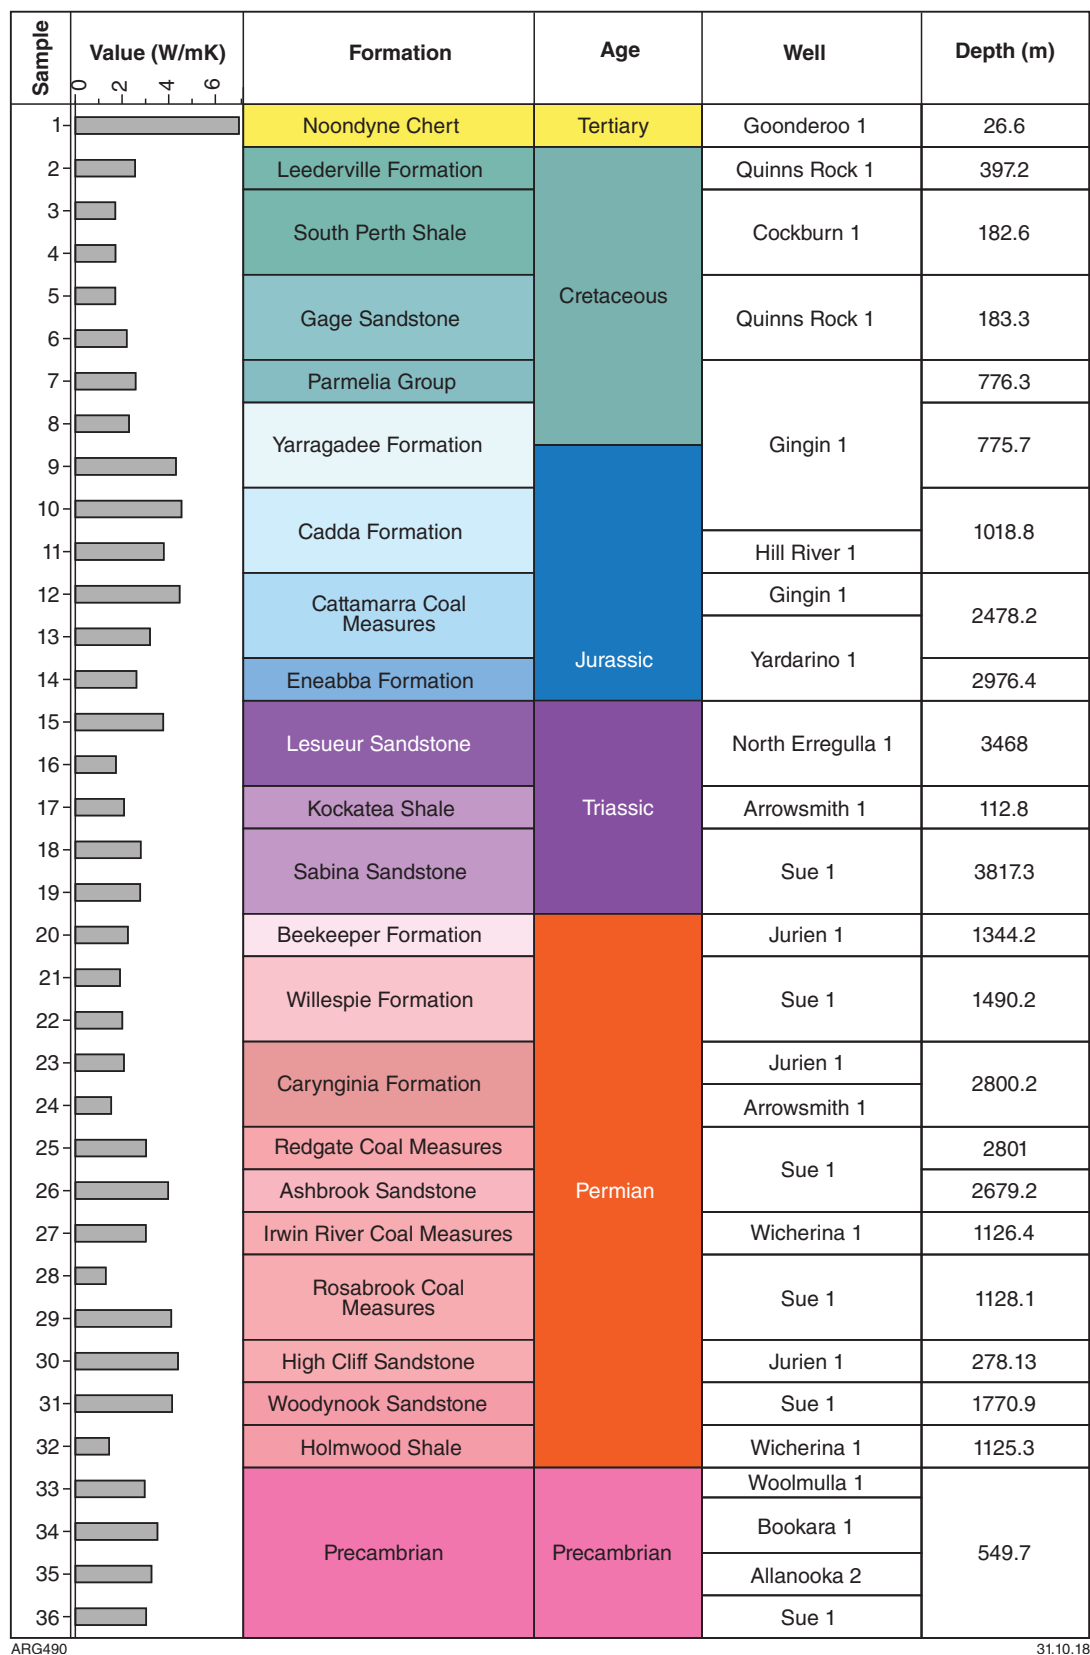 Sample
Value (W/mK)
Formation
Age
Well
Depth (m)
0 2 4 6
1 Noondyne Chert Tertiary Goonderoo 1 26.6
2 Leederville Formation Quinns Rock 1 397.2
3
South Perth Shale Cockburn 1 182.6
4
5 Cretaceous
Gage Sandstone Quinns Rock 1 183.3
6
7 Parmelia Group 776.3
8
Yarragadee Formation Gingin 1 775.7
9
10
Cadda Formation 1018.8
11 Hill River 1
12 Gingin 1
Cattamarra Coal
Measures 2478.2
13
Jurassic Yardarino 1
14 Eneabba Formation 2976.4
15
Lesueur Sandstone North Erregulla 1 3468
16
17 Kockatea Shale Triassic Arrowsmith 1 112.8
18
Sabina Sandstone Sue 1 3817.3
19
20 Beekeeper Formation Jurien 1 1344.2
21
Willespie Formation Sue 1 1490.2
22
23 Jurien 1
Carynginia Formation 2800.2
24 Arrowsmith 1
25 Redgate Coal Measures 2801
Sue 1
26 Ashbrook Sandstone Permian 2679.2
27 Irwin River Coal Measures Wicherina 1 1126.4
28
Rosabrook Coal
Measures Sue 1 1128.1
29
30 High Cliff Sandstone Jurien 1 278.13
31 Woodynook Sandstone Sue 1 1770.9
32 Holmwood Shale Wicherina 1 1125.3
33 Woolmulla 1
34 Bookara 1
Precambrian Precambrian 549.7
35 Allanooka 2
36 Sue 1
ARG490 31.10.18